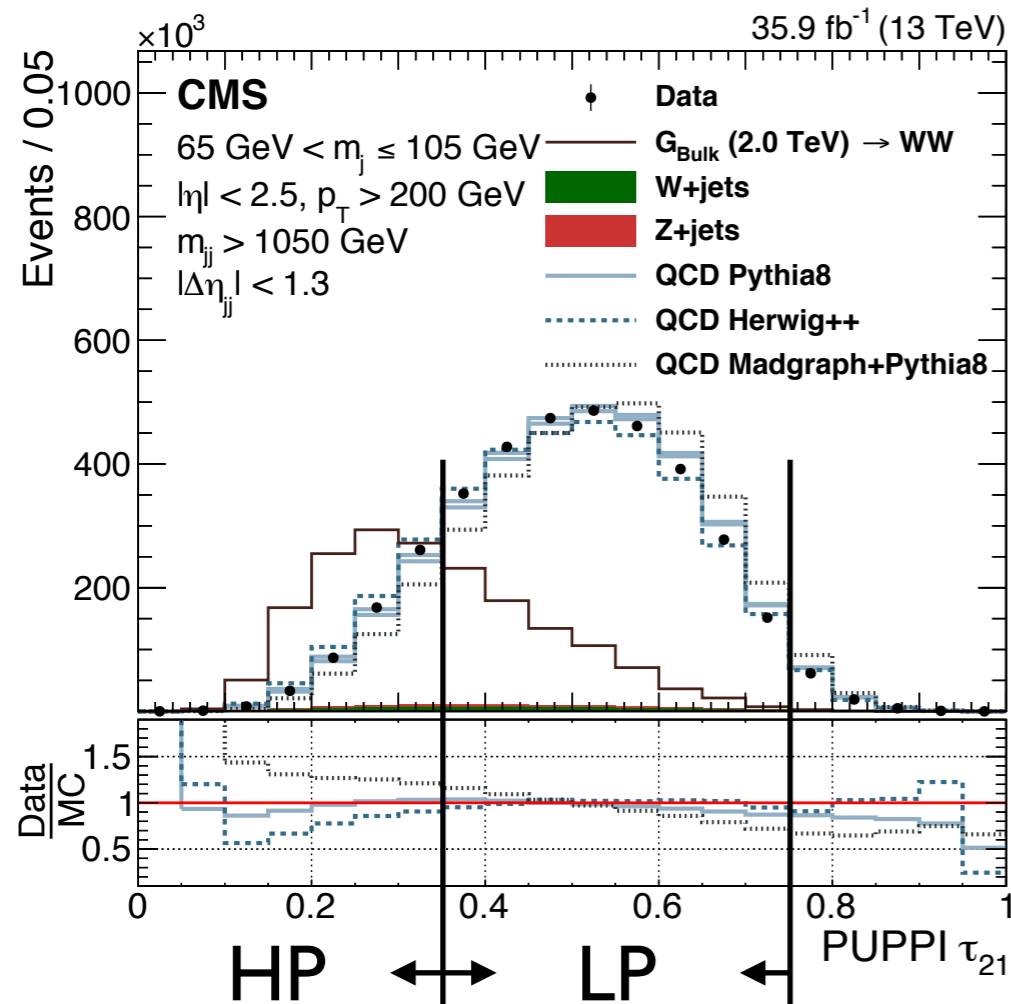 ×10³ 35.9 fb⁻¹ (13 TeV)
Events / 0.05
1000
800
600
400
200
CMS
65 GeV < m_j ≤ 105 GeV
|η| < 2.5, p_T > 200 GeV
m_jj > 1050 GeV
|Δη_jj| < 1.3
Data
G_Bulk (2.0 TeV) → WW
W+jets
Z+jets
QCD Pythia8
QCD Herwig++
QCD Madgraph+Pythia8
Data
MC
1.5
1
0.5
0 0.2 0.4 0.6 0.8 1
PUPPI τ₂₁
HP LP